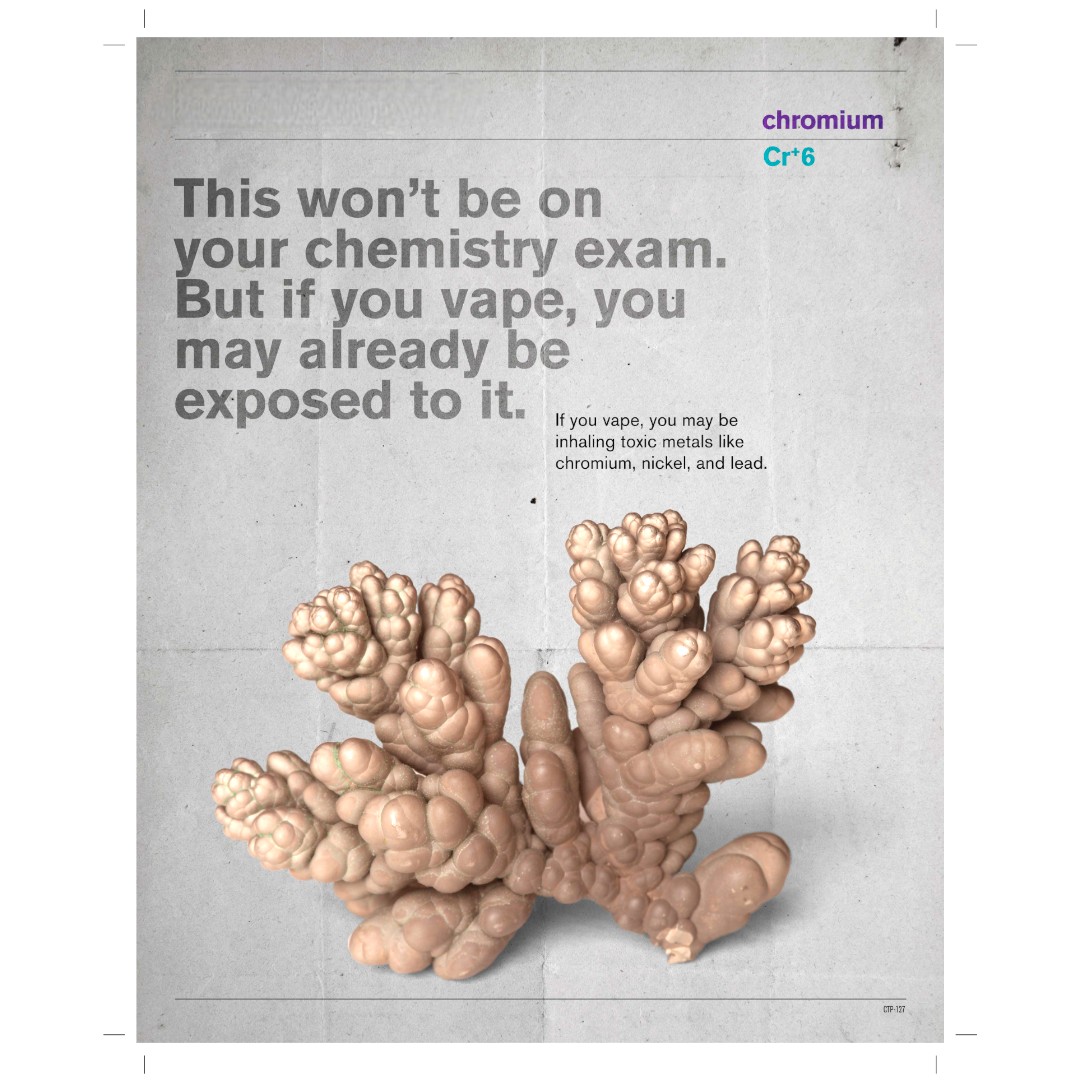 chromium
Cr⁺6
This won’t be on
your chemistry exam.
But if you vape, you
may already be
exposed to it.
If you vape, you may be
inhaling toxic metals like
chromium, nickel, and lead.
CTP-127